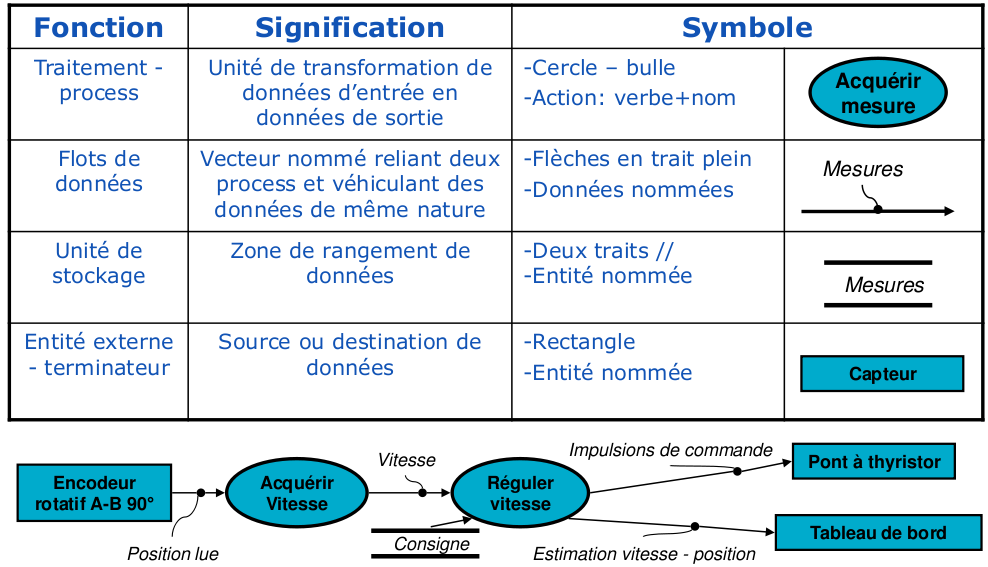 Fonction
Signification
Symbole
Traitement -
process
Unité de transformation de
données d’entrée en
données de sortie
-Cercle – bulle
-Action: verbe+nom
Acquérir
mesure
Flots de
données
Vecteur nommé reliant deux
process et véhiculant des
données de même nature
-Flèches en trait plein
-Données nommées
Mesures
Unité de
stockage
Zone de rangement de
données
-Deux traits //
-Entité nommée
Mesures
Entité externe
- terminateur
Source ou destination de
données
-Rectangle
-Entité nommée
Capteur
Encodeur
rotatif A-B 90°
Position lue
Acquérir
Vitesse
Vitesse
Consigne
Réguler
vitesse
Impulsions de commande
Pont à thyristor
Estimation vitesse - position
Tableau de bord